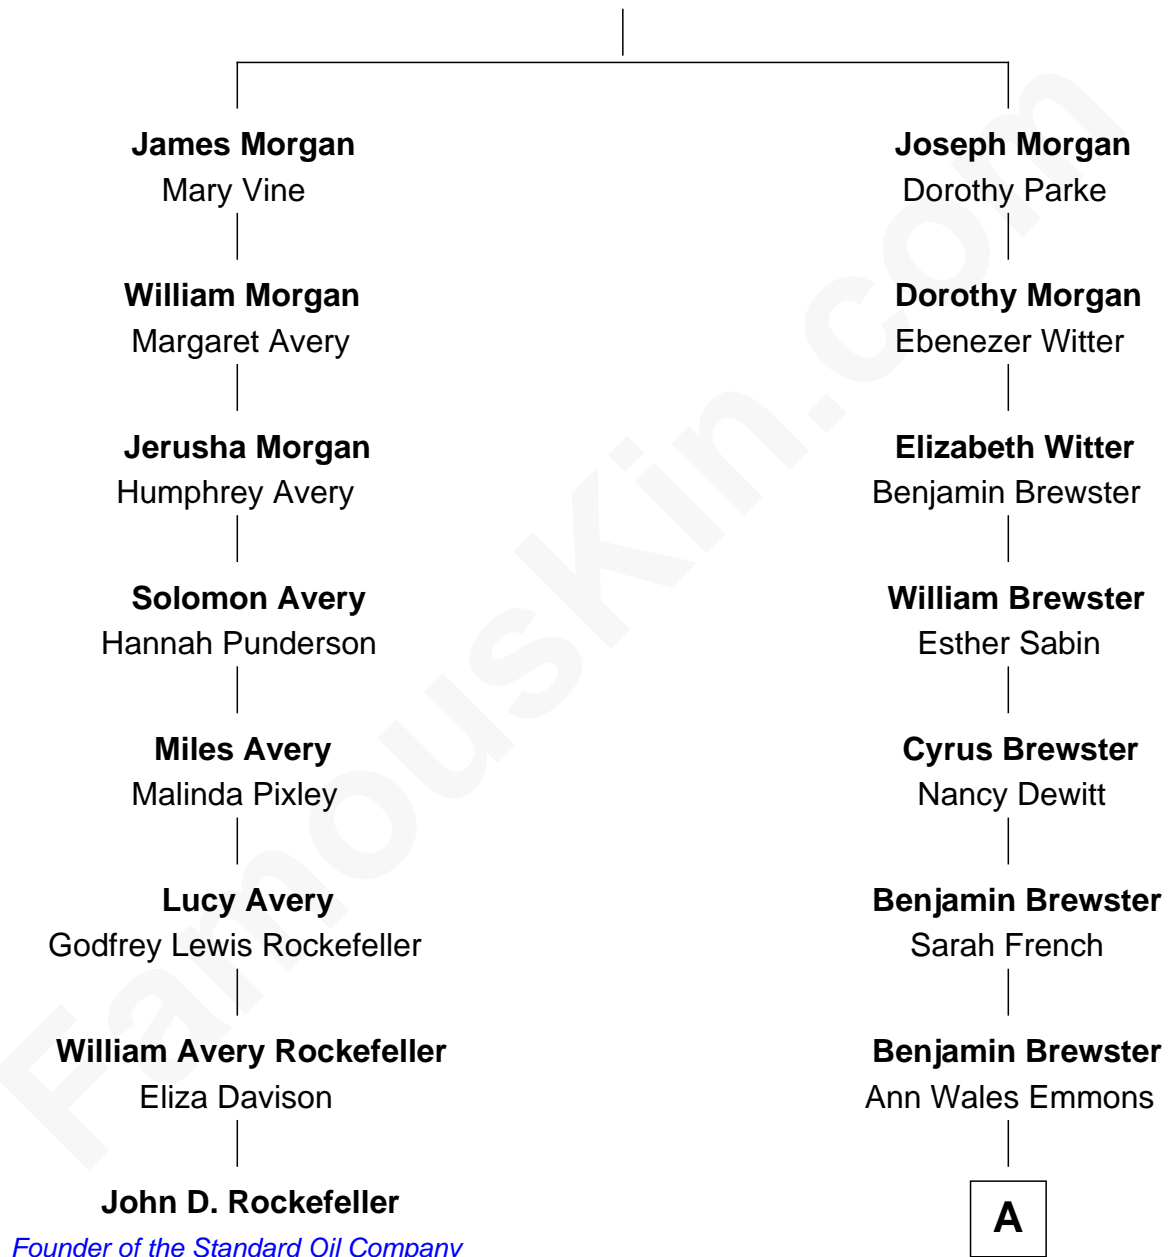 James Morgan
Mary Vine
William Morgan
Margaret Avery
Jerusha Morgan
Humphrey Avery
Solomon Avery
Hannah Punderson
Miles Avery
Malinda Pixley
Lucy Avery
Godfrey Lewis Rockefeller
William Avery Rockefeller
Eliza Davison
John D. Rockefeller
Founder of the Standard Oil Company
Joseph Morgan
Dorothy Parke
Dorothy Morgan
Ebenezer Witter
Elizabeth Witter
Benjamin Brewster
William Brewster
Esther Sabin
Cyrus Brewster
Nancy Dewitt
Benjamin Brewster
Sarah French
Benjamin Brewster
Ann Wales Emmons
A
FamousKin.com